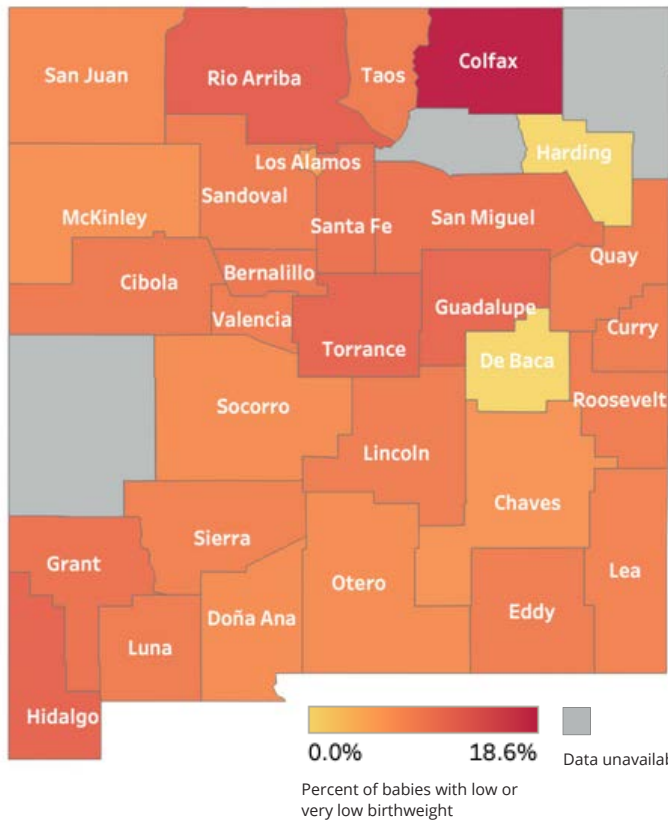 San Juan
Rio Arriba
Taos
Colfax
Harding
Los Alamos
Sandoval
McKinley
Santa Fe
San Miguel
Quay
Cibola
Bernalillo
Valencia
Guadalupe
Curry
Torrance
De Baca
Socorro
Roosevelt
Lincoln
Chaves
Sierra
Grant
Otero
Lea
Doña Ana
Eddy
Luna
Hidalgo
0.0% 18.6% Data unavailab
Percent of babies with low or
very low birthweight